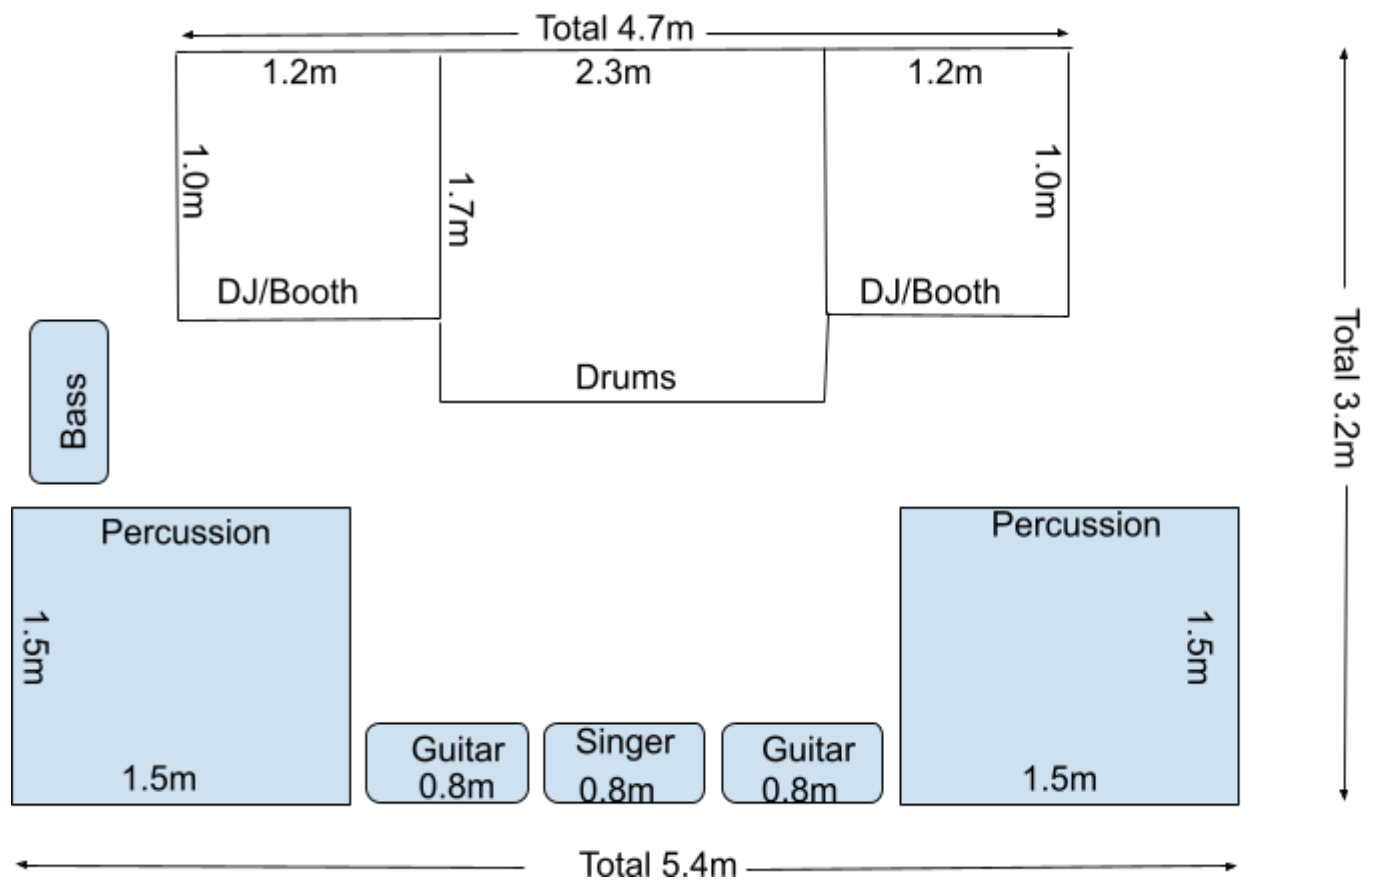 Total 4.7m
1.2m
2.3m
1.2m
1.0m
1.7m
1.0m
DJ/Booth
DJ/Booth
Drums
Total 3.2m
Bass
Percussion
Percussion
1.5m
1.5m
Guitar
0.8m
Singer
0.8m
Guitar
0.8m
1.5m
1.5m
Total 5.4m